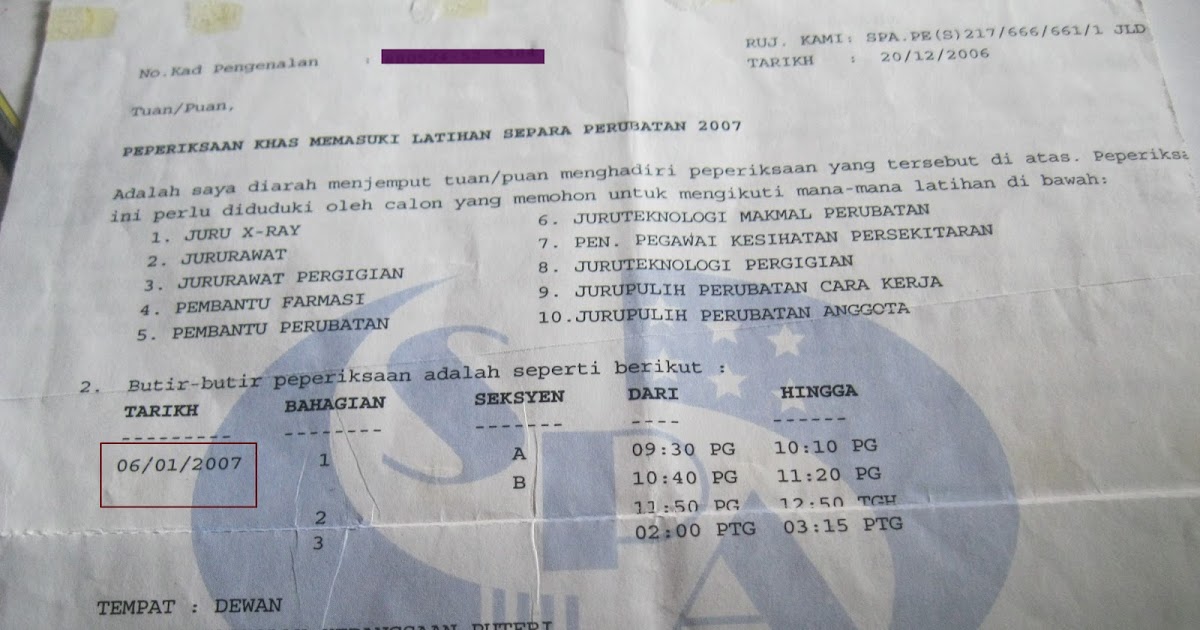 RUJ. KAMI: SPA.PE(S)217/666/661/1 JLD
No.Kad Pengenalan :
TARIKH : 20/12/2006
Tuan/Puan,
PEPERIKSAAN KHAS MEMASUKI LATIHAN SEPARA PERUBATAN 2007
Adalah saya diarah menjemput tuan/puan menghadiri peperiksaan yang tersebut di atas. Peperiksa
ini perlu diduduki oleh calon yang memohon untuk mengikuti mana-mana latihan di bawah:
1. JURU X-RAY
2. JURURAWAT
3. JURURAWAT PERGIGIAN
4. PEMBANTU FARMASI
5. PEMBANTU PERUBATAN
6. JURUTEKNOLOGI MAKMAL PERUBATAN
7. PEN. PEGAWAI KESIHATAN PERSEKITARAN
8. JURUTEKNOLOGI PERGIGIAN
9. JURUPULIH PERUBATAN CARA KERJA
10.JURUPULIH PERUBATAN ANGGOTA
2. Butir-butir peperiksaan adalah seperti berikut :
TARIKH BAHAGIAN SEKSYEN DARI HINGGA
--------- -------- ------- ---- ------
06/01/2007 1 A 09:30 PG 10:10 PG
B 10:40 PG 11:20 PG
2 11:50 PG 12:50 TGH
3 02:00 PTG 03:15 PTG
TEMPAT : DEWAN
PUTERI